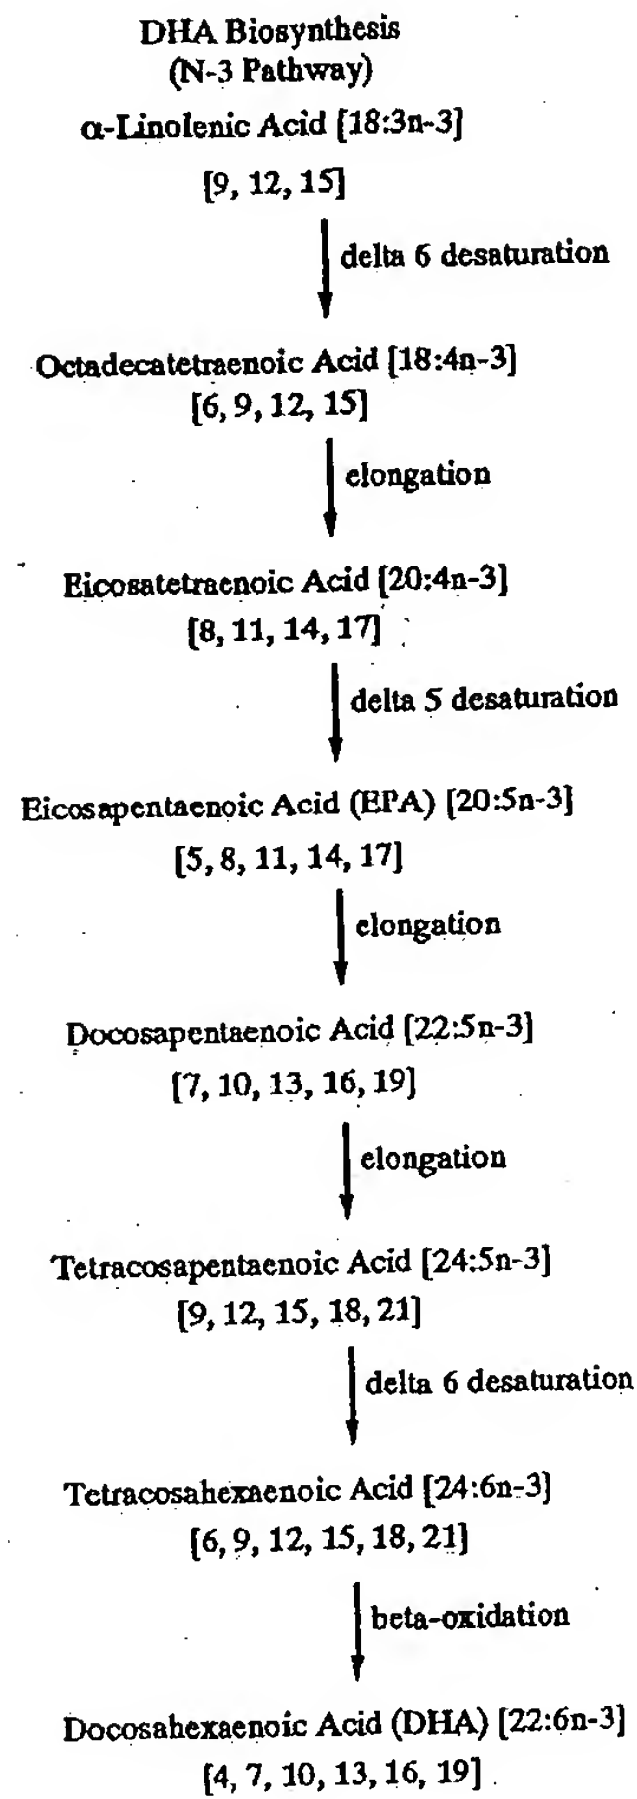 DHA Biosynthesis
(N-3 Pathway)
α-Linolenic Acid [18:3n-3]
[9, 12, 15]
delta 6 desaturation
Octadecatetraenoic Acid [18:4n-3]
[6, 9, 12, 15]
elongation
Eicosatetraenoic Acid [20:4n-3]
[8, 11, 14, 17]
delta 5 desaturation
Eicosapentaenoic Acid (EPA) [20:5n-3]
[5, 8, 11, 14, 17]
elongation
Docosapentaenoic Acid [22:5n-3]
[7, 10, 13, 16, 19]
elongation
Tetracosapentaenoic Acid [24:5n-3]
[9, 12, 15, 18, 21]
delta 6 desaturation
Tetracosahexaenoic Acid [24:6n-3]
[6, 9, 12, 15, 18, 21]
beta-oxidation
Docosahexaenoic Acid (DHA) [22:6n-3]
[4, 7, 10, 13, 16, 19]